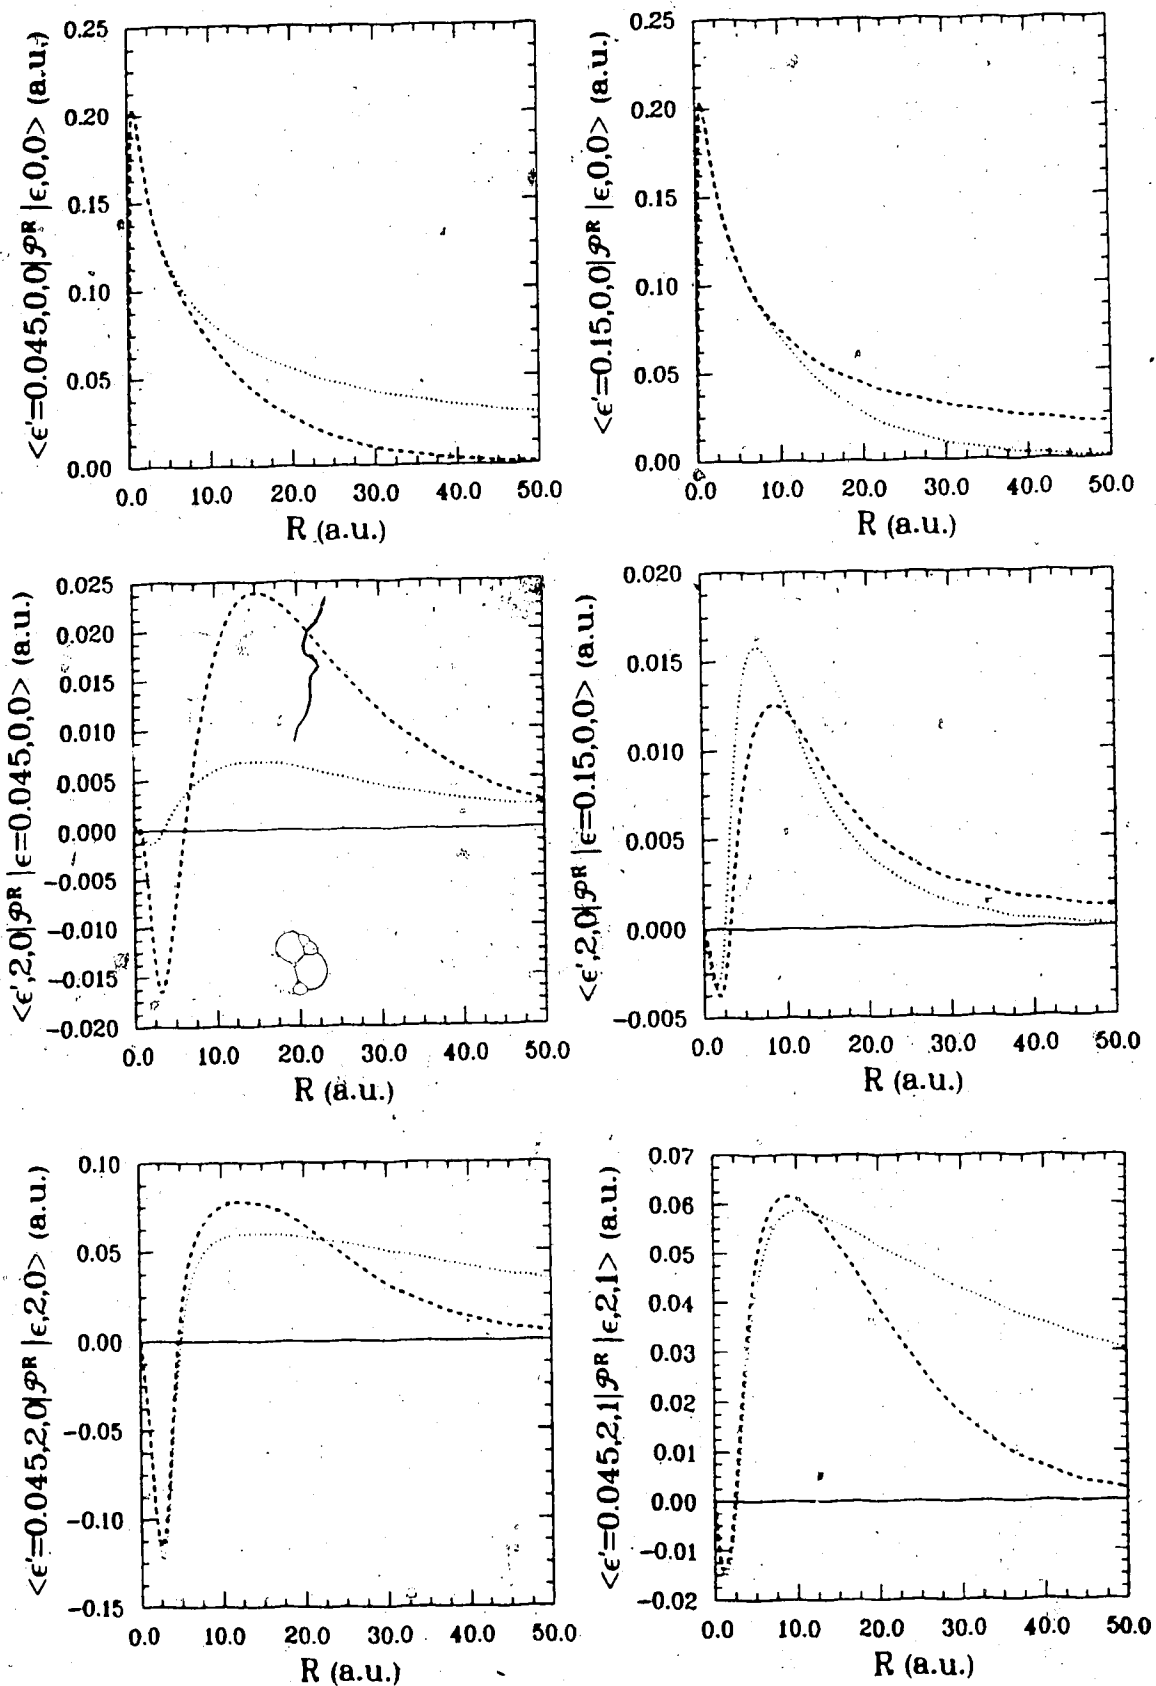 <ϵ'=0.045,0,0|𝒫ᴿ|ϵ,0,0> (a.u.)
0.25
0.20
0.15
0.10
0.05
0.00
0.0 10.0 20.0 30.0 40.0 50.0
R (a.u.)
<ϵ'=0.15,0,0|𝒫ᴿ|ϵ,0,0> (a.u.)
0.25
0.20
0.15
0.10
0.05
0.00
0.0 10.0 20.0 30.0 40.0 50.0
R (a.u.)
<ϵ',2,0|𝒫ᴿ|ϵ=0.045,0,0> (a.u.)
0.025
0.020
0.015
0.010
0.005
0.000
−0.005
−0.010
−0.015
−0.020
0.0 10.0 20.0 30.0 40.0 50.0
R (a.u.)
<ϵ',2,0|𝒫ᴿ|ϵ=0.15,0,0> (a.u.)
0.020
0.015
0.010
0.005
0.000
−0.005
0.0 10.0 20.0 30.0 40.0 50.0
R (a.u.)
<ϵ'=0.045,2,0|𝒫ᴿ|ϵ,2,0> (a.u.)
0.10
0.05
0.00
−0.05
−0.10
−0.15
0.0 10.0 20.0 30.0 40.0 50.0
R (a.u.)
<ϵ'=0.045,2,1|𝒫ᴿ|ϵ,2,1> (a.u.)
0.07
0.06
0.05
0.04
0.03
0.02
0.01
0.00
−0.01
−0.02
0.0 10.0 20.0 30.0 40.0 50.0
R (a.u.)